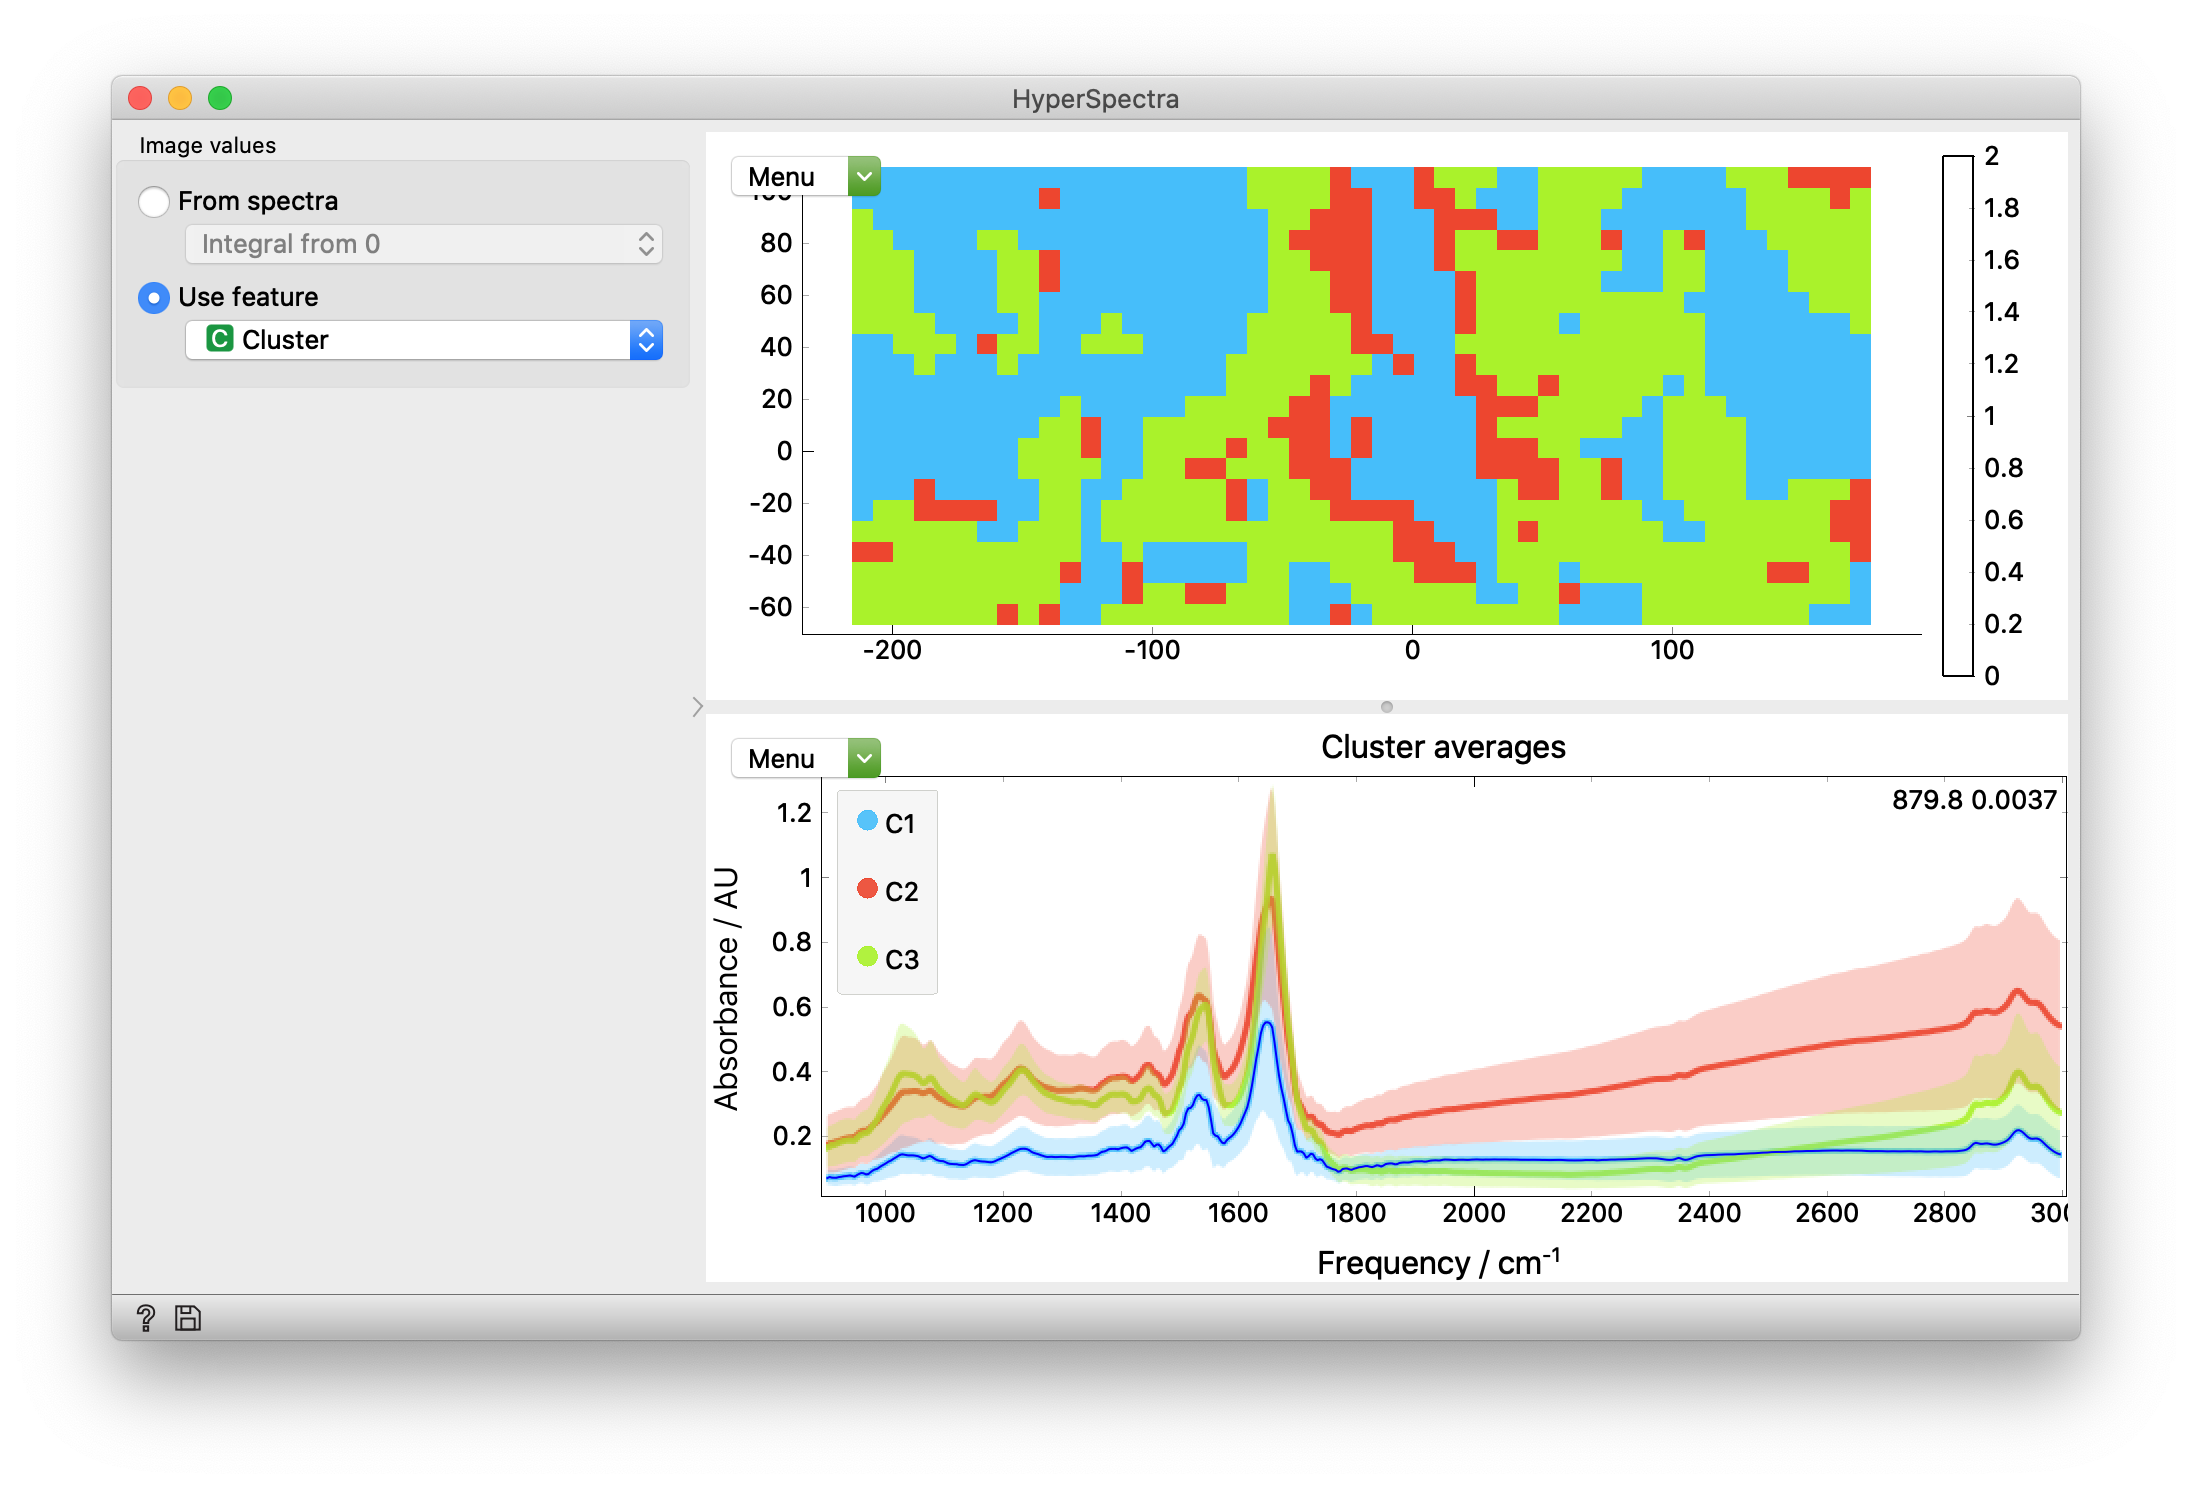 HyperSpectra
Image values
From spectra
Integral from 0
Use feature
C Cluster
Menu
100
80
60
40
20
0
-20
-40
-60
-200 -100 0 100
2
1.8
1.6
1.4
1.2
1
0.8
0.6
0.4
0.2
0
Menu
Cluster averages
879.8 0.0037
C1
C2
C3
1.2
1
0.8
0.6
0.4
0.2
Absorbance / AU
1000 1200 1400 1600 1800 2000 2200 2400 2600 2800 300
Frequency / cm⁻¹
?